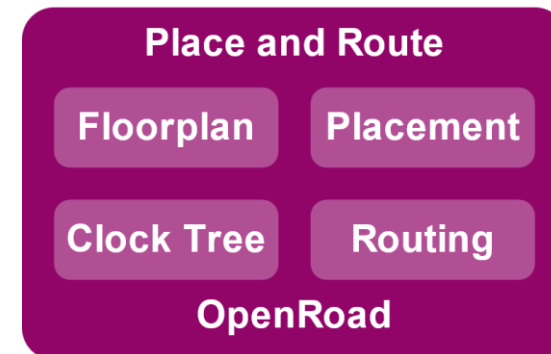 Place and Route
Floorplan
Placement
Clock Tree
Routing
OpenRoad